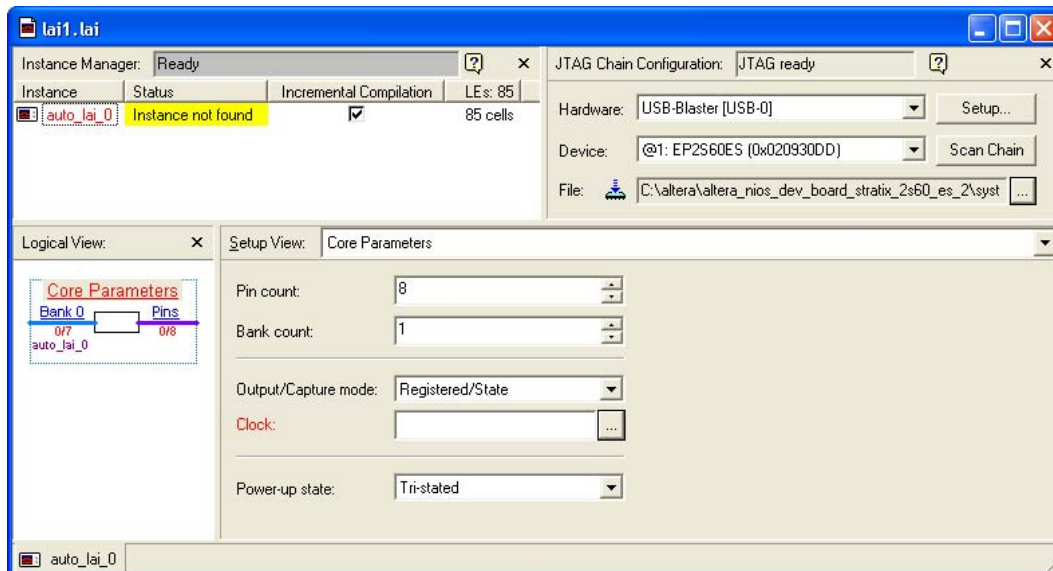 lai1.lai
Instance Manager: Ready
Instance Status Incremental Compilation LEs: 85
auto_lai_0 Instance not found 85 cells
JTAG Chain Configuration: JTAG ready
Hardware: USB-Blaster [USB-0] Setup...
Device: @1: EP2S60ES (0x020930DD) Scan Chain
File: C:\altera\altera_nios_dev_board_stratix_2s60_es_2\syst ...
Logical View:
Core Parameters
Bank 0 Pins
0/7 0/8
auto_lai_0
Setup View: Core Parameters
Pin count: 8
Bank count: 1
Output/Capture mode: Registered/State
Clock: ...
Power-up state: Tri-stated
auto_lai_0